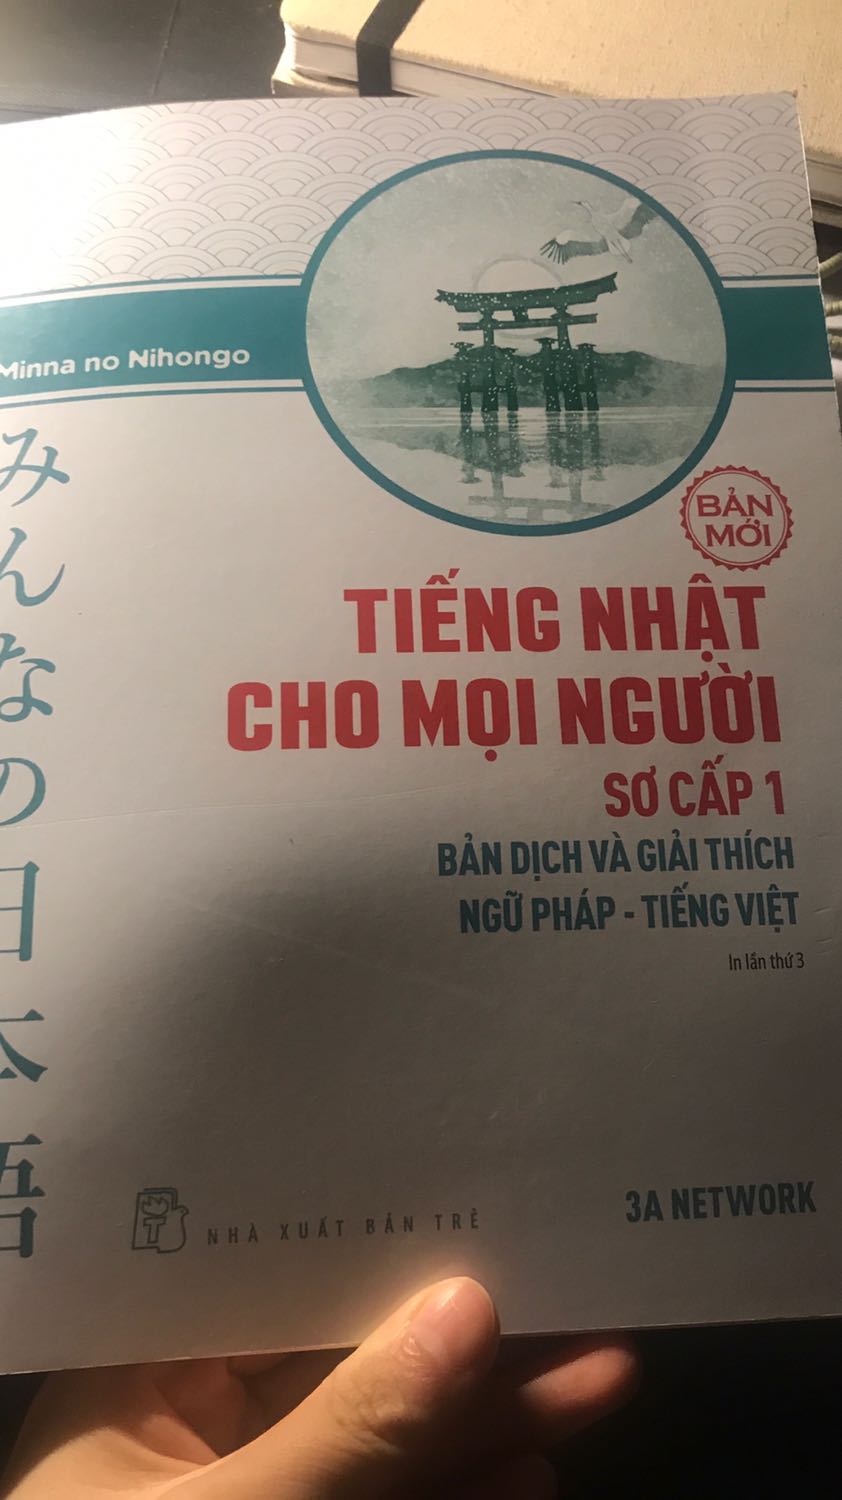 Minna no Nihongo
みんなの日本語
BẢN
MỚI
TIẾNG NHẬT
CHO MỌI NGƯỜI
SƠ CẤP 1
BẢN DỊCH VÀ GIẢI THÍCH
NGỮ PHÁP - TIẾNG VIỆT
In lần thứ 3
T
NHÀ XUẤT BẢN TRẺ
3A NETWORK